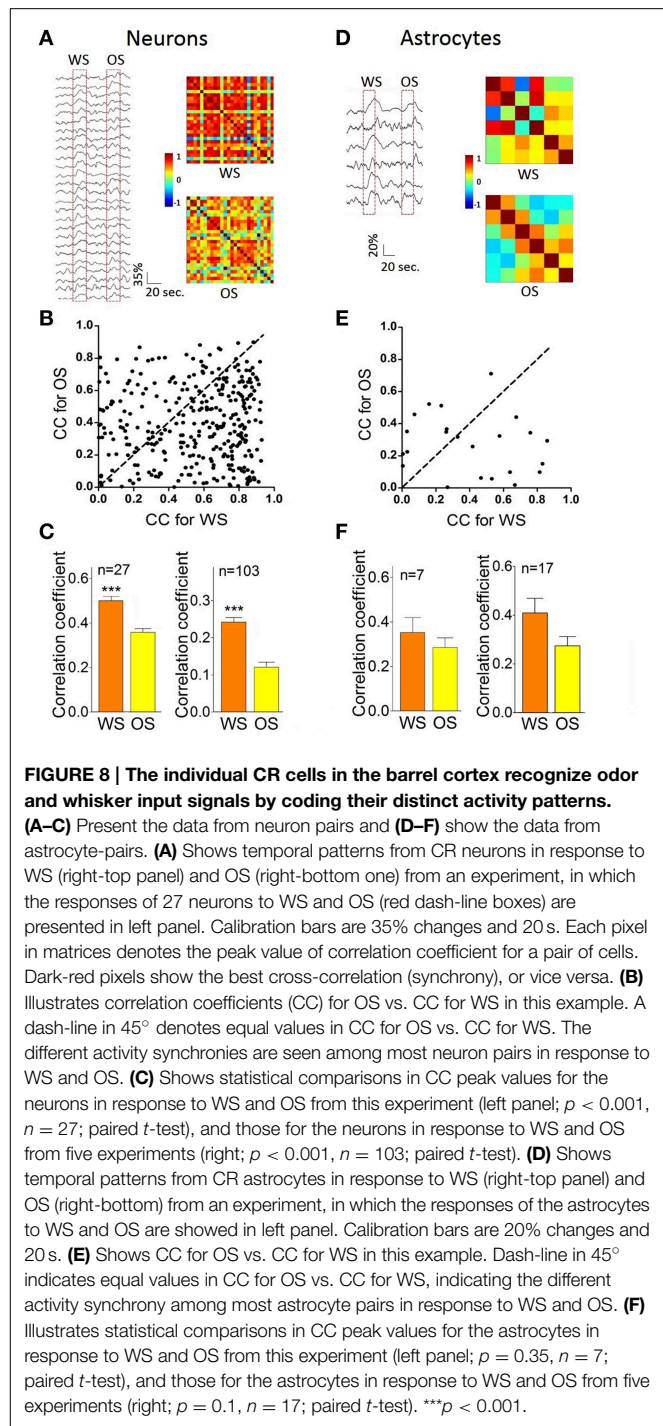 A Neurons
WS OS
1
0
-1
WS
35%
20 sec.
OS
D Astrocytes
WS OS
1
0
-1
WS
20%
20 sec.
OS
B
CC for OS
1.0
0.8
0.6
0.4
0.2
0.0
0.0 0.2 0.4 0.6 0.8 1.0
CC for WS
E
CC for OS
1.0
0.8
0.6
0.4
0.2
0.0
0.0 0.2 0.4 0.6 0.8 1.0
CC for WS
C
Correlation coefficient
0.6
0.4
0.2
0.0
n=27
***
WS OS
Correlation coefficient
0.3
0.2
0.1
0.0
n=103
***
WS OS
F
Correlation coefficient
0.6
0.4
0.2
0.0
n=7
WS OS
Correlation coefficient
0.6
0.4
0.2
0.0
n=17
WS OS
FIGURE 8 | The individual CR cells in the barrel cortex recognize odor
and whisker input signals by coding their distinct activity patterns.
(A–C) Present the data from neuron pairs and (D–F) show the data from
astrocyte-pairs. (A) Shows temporal patterns from CR neurons in response to
WS (right-top panel) and OS (right-bottom one) from an experiment, in which
the responses of 27 neurons to WS and OS (red dash-line boxes) are
presented in left panel. Calibration bars are 35% changes and 20 s. Each pixel
in matrices denotes the peak value of correlation coefficient for a pair of cells.
Dark-red pixels show the best cross-correlation (synchrony), or vice versa. (B)
Illustrates correlation coefficients (CC) for OS vs. CC for WS in this example. A
dash-line in 45° denotes equal values in CC for OS vs. CC for WS. The
different activity synchronies are seen among most neuron pairs in response to
WS and OS. (C) Shows statistical comparisons in CC peak values for the
neurons in response to WS and OS from this experiment (left panel; p < 0.001,
n = 27; paired t-test), and those for the neurons in response to WS and OS
from five experiments (right; p < 0.001, n = 103; paired t-test). (D) Shows
temporal patterns from CR astrocytes in response to WS (right-top panel) and
OS (right-bottom) from an experiment, in which the responses of the astrocytes
to WS and OS are showed in left panel. Calibration bars are 20% changes and
20 s. (E) Shows CC for OS vs. CC for WS in this example. Dash-line in 45°
indicates equal values in CC for OS vs. CC for WS, indicating the different
activity synchrony among most astrocyte pairs in response to WS and OS. (F)
Illustrates statistical comparisons in CC peak values for the astrocytes in
response to WS and OS from this experiment (left panel; p = 0.35, n = 7;
paired t-test), and those for the astrocytes in response to WS and OS from five
experiments (right; p = 0.1, n = 17; paired t-test). ***p < 0.001.